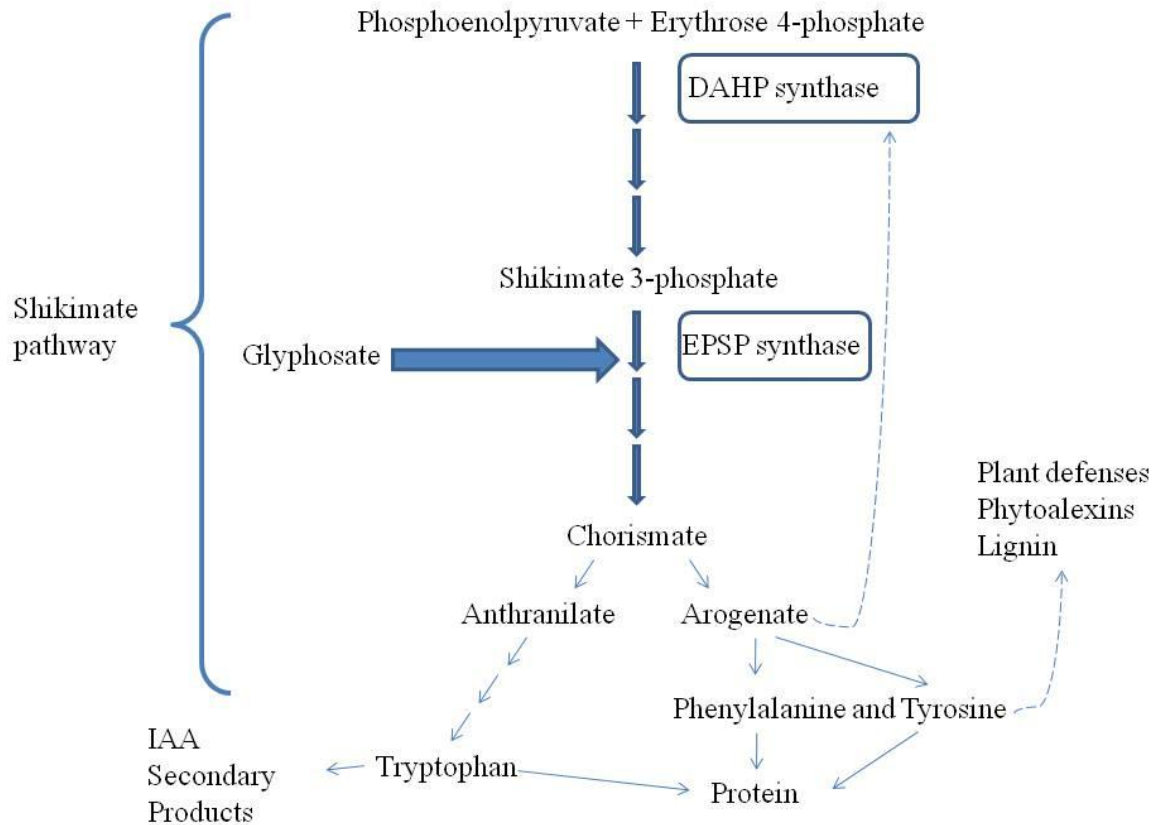 Phosphoenolpyruvate + Erythrose 4-phosphate
DAHP synthase
Shikimate 3-phosphate
Shikimate
pathway
Glyphosate
EPSP synthase
Plant defenses
Phytoalexins
Lignin
Chorismate
Anthranilate
Arogenate
Phenylalanine and Tyrosine
IAA
Secondary
Products
Tryptophan
Protein